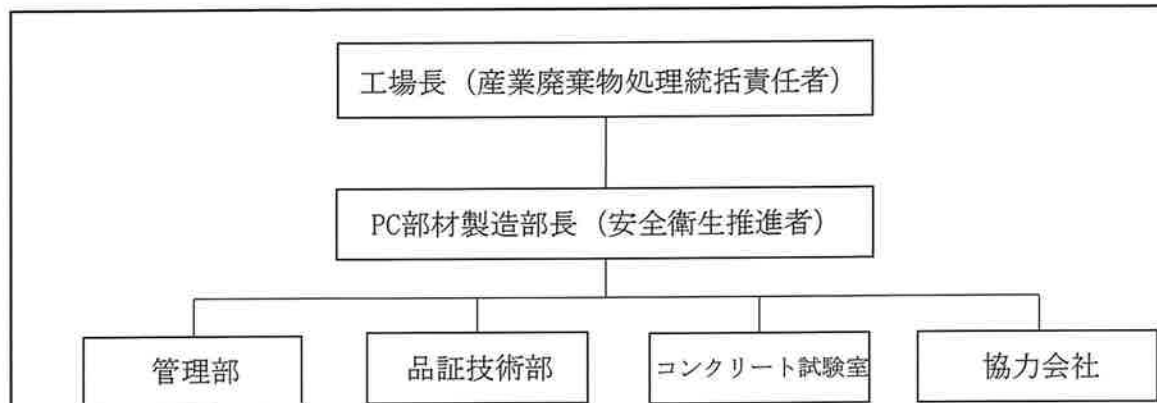 工場長（産業廃棄物処理統括責任者）
PC部材製造部長（安全衛生推進者）
管理部
品証技術部
コンクリート試験室
協力会社